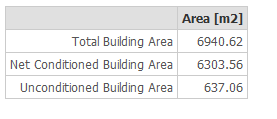 Area [m2]
Total Building Area 6940.62
Net Conditioned Building Area 6303.56
Unconditioned Building Area 637.06